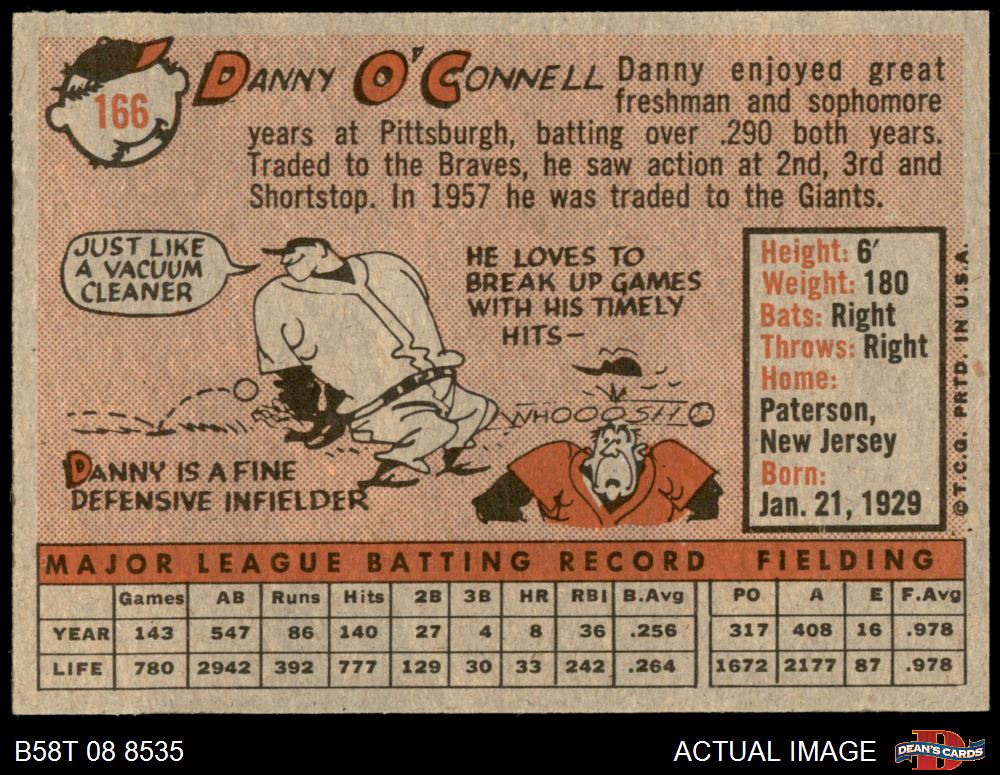 166
DANNY O'CONNELL
Danny enjoyed great
freshman and sophomore
years at Pittsburgh, batting over .290 both years.
Traded to the Braves, he saw action at 2nd, 3rd and
Shortstop. In 1957 he was traded to the Giants.
JUST LIKE
A VACUUM
CLEANER
HE LOVES TO
BREAK UP GAMES
WITH HIS TIMELY
HITS—
WHOOOSH
DANNY IS A FINE
DEFENSIVE INFIELDER
Height: 6'
Weight: 180
Bats: Right
Throws: Right
Home:
Paterson,
New Jersey
Born:
Jan. 21, 1929
© T.C.G. PRTD. IN U.S.A.
MAJOR LEAGUE BATTING RECORD FIELDING
Games AB Runs Hits 2B 3B HR RBI B.Avg PO A E F.Avg
YEAR 143 547 86 140 27 4 8 36 .256 317 408 16 .978
LIFE 780 2942 392 777 129 30 33 242 .264 1672 2177 87 .978
B58T 08 8535
ACTUAL IMAGE
D
DEAN'S CARDS